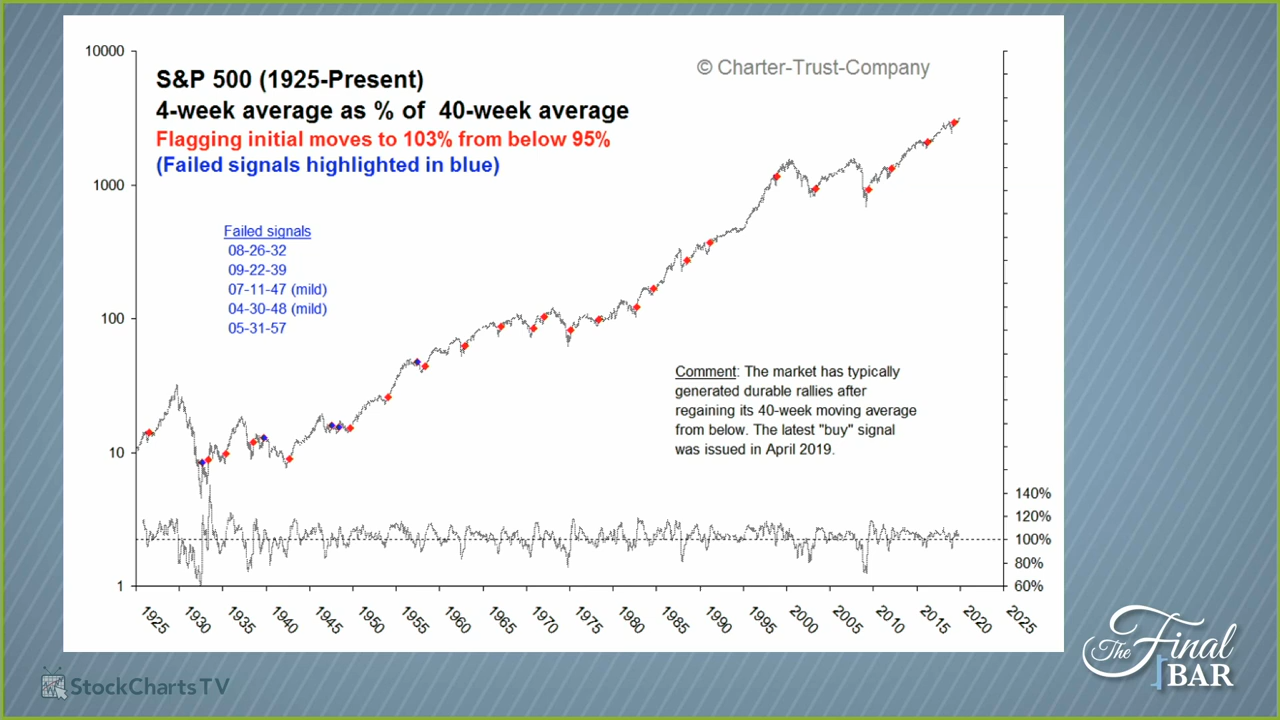 10000
1000
100
10
1
S&P 500 (1925-Present)
4-week average as % of 40-week average
Flagging initial moves to 103% from below 95%
(Failed signals highlighted in blue)
© Charter-Trust-Company
Failed signals
08-26-32
09-22-39
07-11-47 (mild)
04-30-48 (mild)
05-31-57
Comment: The market has typically
generated durable rallies after
regaining its 40-week moving average
from below. The latest "buy" signal
was issued in April 2019.
140%
120%
100%
80%
60%
1925 1930 1935 1940 1945 1950 1955 1960 1965 1970 1975 1980 1985 1990 1995 2000 2005 2010 2015 2020 2025
StockChartsTV
The Final
BAR